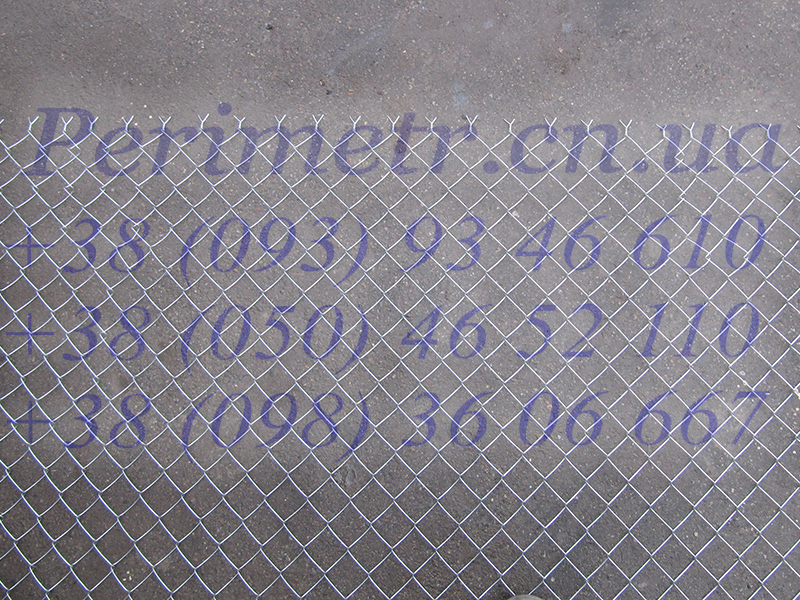 Perimetr.cn.ua
+38 (093) 93 46 610
+38 (050) 46 52 110
+38 (098) 36 06 667